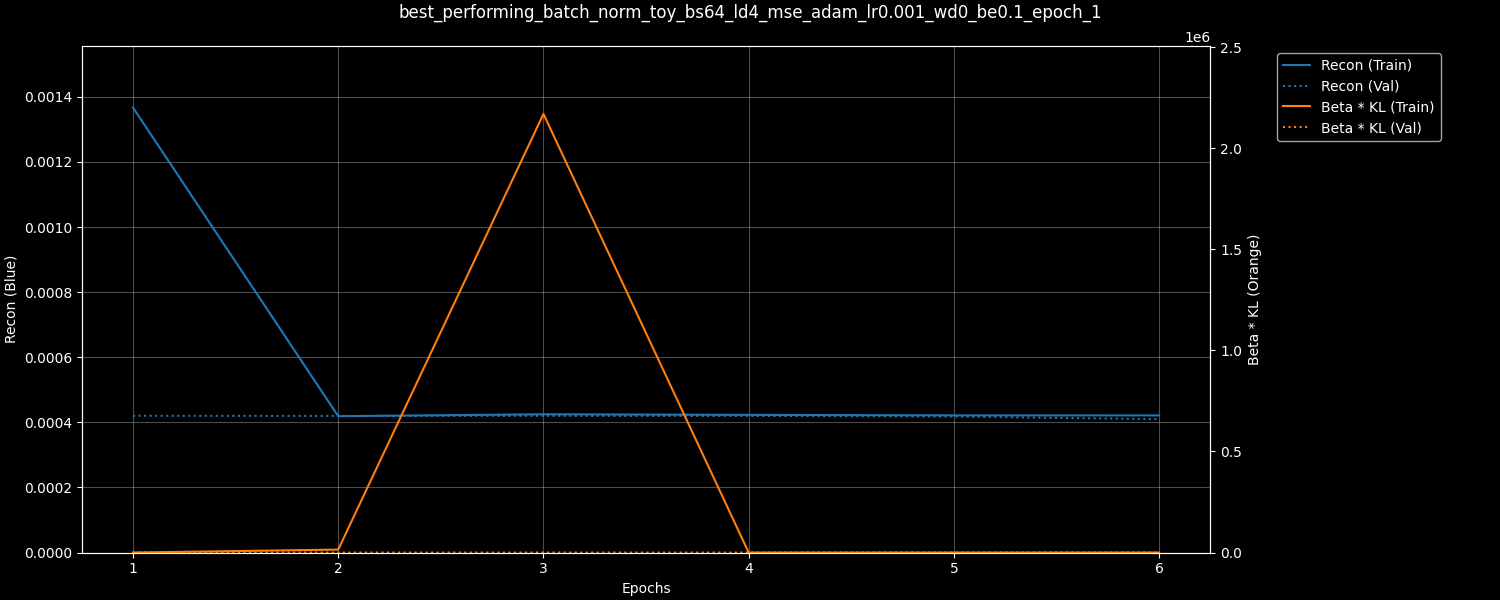 best_performing_batch_norm_toy_bs64_ld4_mse_adam_lr0.001_wd0_be0.1_epoch_1
1e6
Recon (Train)
Recon (Val)
Beta * KL (Train)
Beta * KL (Val)
Recon (Blue)
0.0014
0.0012
0.0010
0.0008
0.0006
0.0004
0.0002
0.0000
2.5
2.0
1.5
1.0
0.5
0.0
Beta * KL (Orange)
1 2 3 4 5 6
Epochs